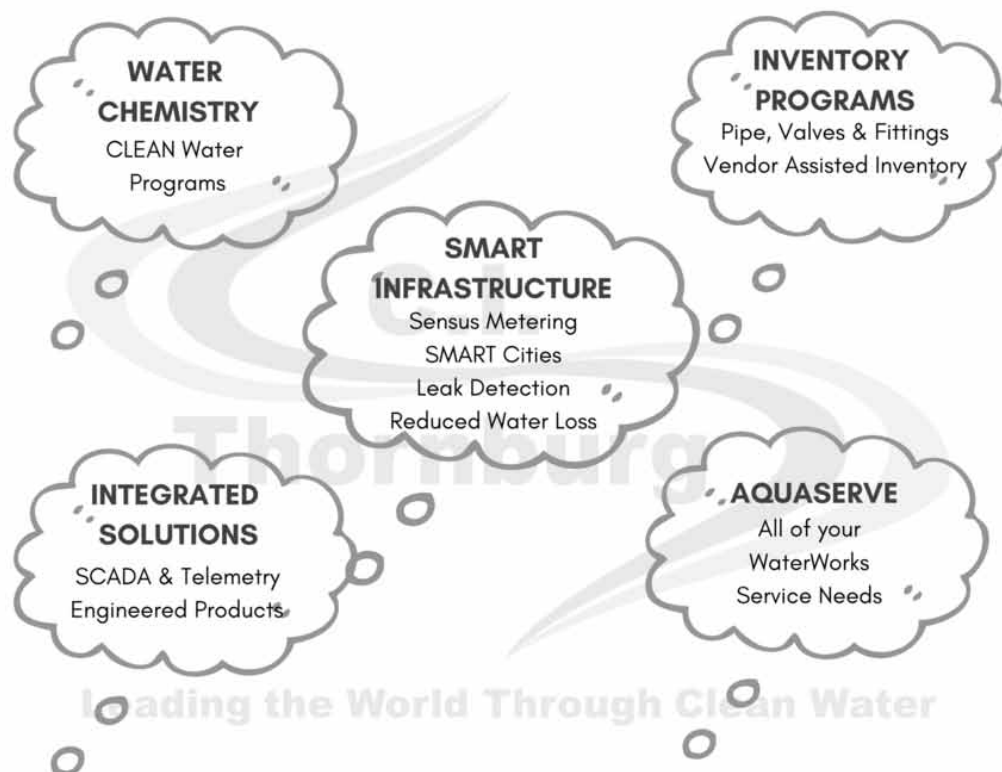 WATER
CHEMISTRY
CLEAN Water
Programs
INVENTORY
PROGRAMS
Pipe, Valves & Fittings
Vendor Assisted Inventory
SMART
INFRASTRUCTURE
Sensus Metering
SMART Cities
Leak Detection
Reduced Water Loss
C.I.
Thornburg
INTEGRATED
SOLUTIONS
SCADA & Telemetry
Engineered Products
AQUASERVE
All of your
WaterWorks
Service Needs
Leading the World Through Clean Water